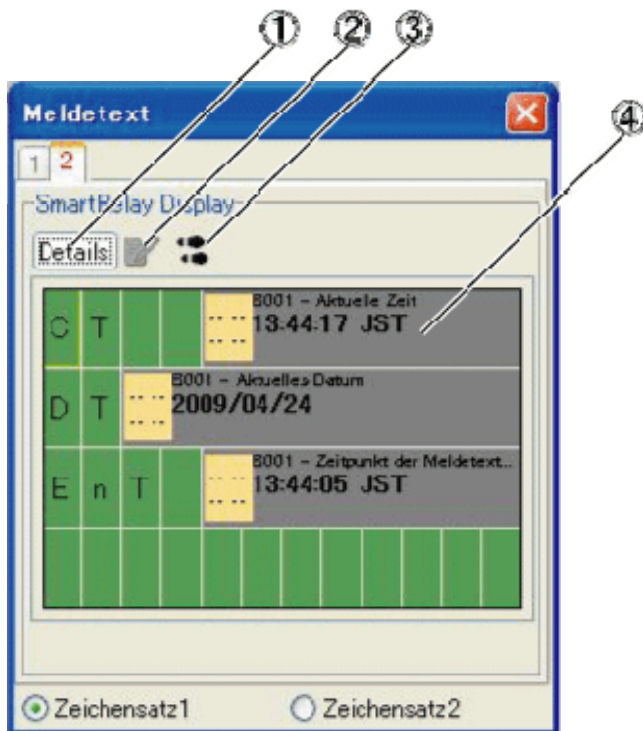 ① ② ③
④
Meldetext
1 2
SmartRelay Display
Details
B001 - Aktuelle Zeit
C T 13:44:17 JST
B001 - Aktuelles Datum
D T 2009/04/24
B001 - Zeitpunkt der Meldetext...
E n T 13:44:05 JST
Zeichensatz1 Zeichensatz2